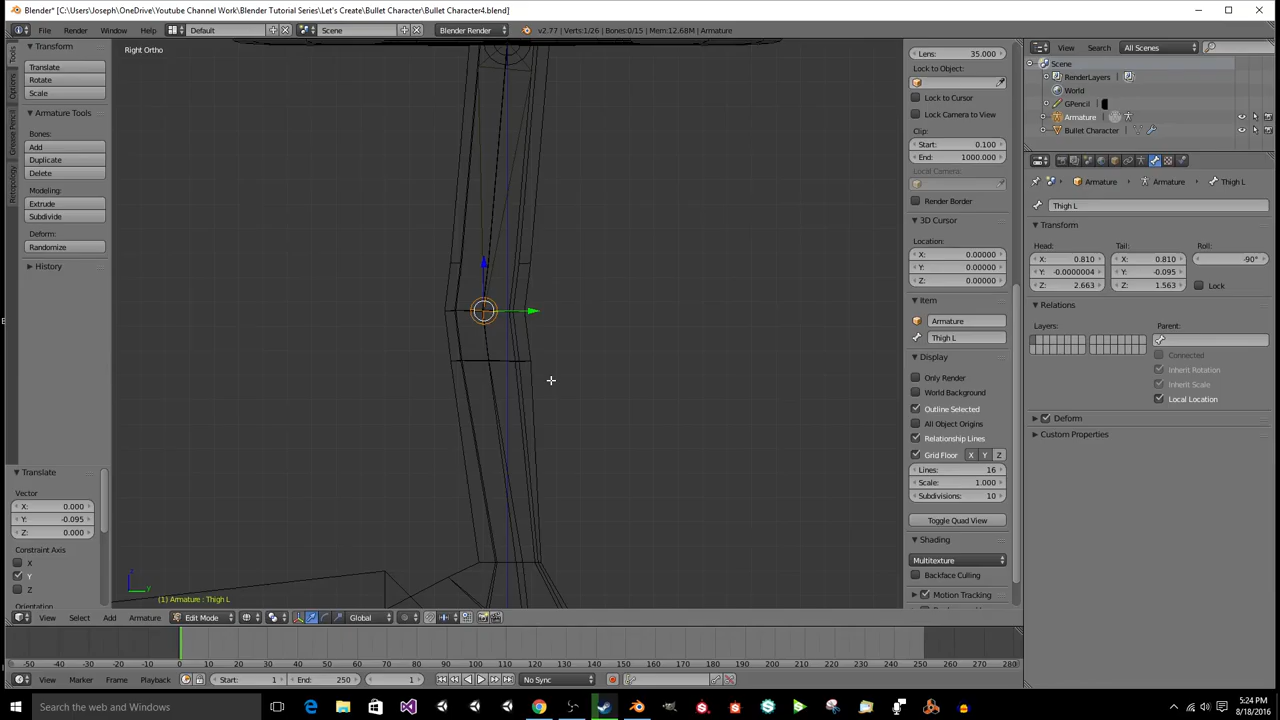 Blender* [C:\Users\Joseph\OneDrive\Youtube Channel Work\Blender Tutorial Series\Let's Create\Bullet Character\Bullet Character4.blend]
File Render Window Help Default Scene Blender Render v2.77 | Verts:1/26 | Bones:0/15 | Mem:12.68M | Armature
View Search All Scenes
Tools
Options
Grease Pencil
Retopology
Transform
Translate
Rotate
Scale
Armature Tools
Bones:
Add
Duplicate
Delete
Modeling:
Extrude
Subdivide
Deform:
Randomize
History
Translate
Vector
X: 0.000
Y: -0.095
Z: 0.000
Constraint Axis
X
Y
Z
Orientation
Right Ortho
z
y
(1) Armature : Thigh L
View Select Add Armature Edit Mode Global
Lens: 35.000
Lock to Object:
Lock to Cursor
Lock Camera to View
Clip:
Start: 0.100
End: 1000.000
Local Camera:
Render Border
3D Cursor
Location:
X: 0.00000
Y: 0.00000
Z: 0.00000
Item
Armature
Thigh L
Display
Only Render
World Background
Outline Selected
All Object Origins
Relationship Lines
Grid Floor X Y Z
Lines: 16
Scale: 1.000
Subdivisions: 10
Toggle Quad View
Shading
Multitexture
Backface Culling
Motion Tracking
Scene
RenderLayers
World
GPencil
Armature
Bullet Character
Armature Armature Thigh L
Thigh L
Transform
Head: Tail: Roll:
X: 0.810 X: 0.810 -90°
Y: -0.0000004 Y: -0.095
Z: 2.663 Z: 1.563 Lock
Relations
Layers: Parent:
Connected
Inherit Rotation
Inherit Scale
Local Location
Deform
Custom Properties
-50 -40 -30 -20 -10 0 10 20 30 40 50 60 70 80 90 100 110 120 130 140 150 160 170 180 190 200 210 220 230 240 250 260 270 280
View Marker Frame Playback Start: 1 End: 250 1 No Sync
Search the web and Windows
5:24 PM
8/18/2016